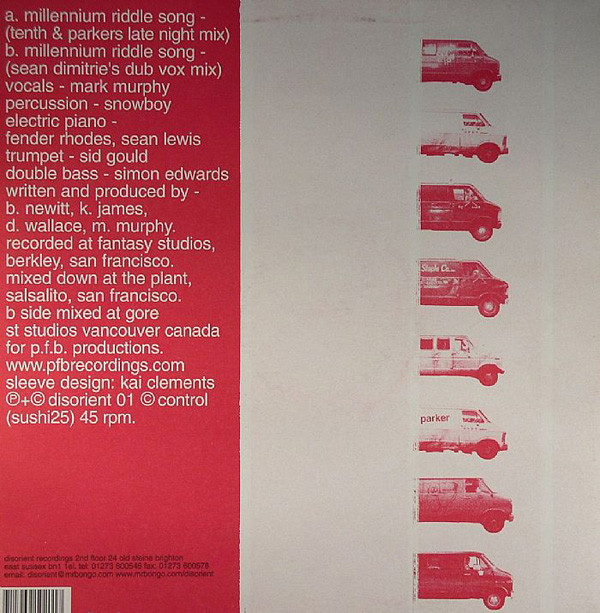 a. millennium riddle song -
(tenth & parkers late night mix)
b. millennium riddle song -
(sean dimitrie's dub vox mix)
vocals - mark murphy
percussion - snowboy
electric piano -
fender rhodes, sean lewis
trumpet - sid gould
double bass - simon edwards
written and produced by -
b. newitt, k. james,
d. wallace, m. murphy.
recorded at fantasy studios,
berkley, san francisco.
mixed down at the plant,
salsalito, san francisco.
b side mixed at gore
st studios vancouver canada
for p.f.b. productions.
www.pfbrecordings.com
sleeve design: kai clements
℗+© disorient 01 © control
(sushi25) 45 rpm.
Staple Co.
parker
disorient recordings 2nd floor 24 old steine brighton
east sussex bn1 1el. tel: 01273 600546 fax: 01273 600578
email: disorient@mrbongo.com www.mrbongo.com/disorient